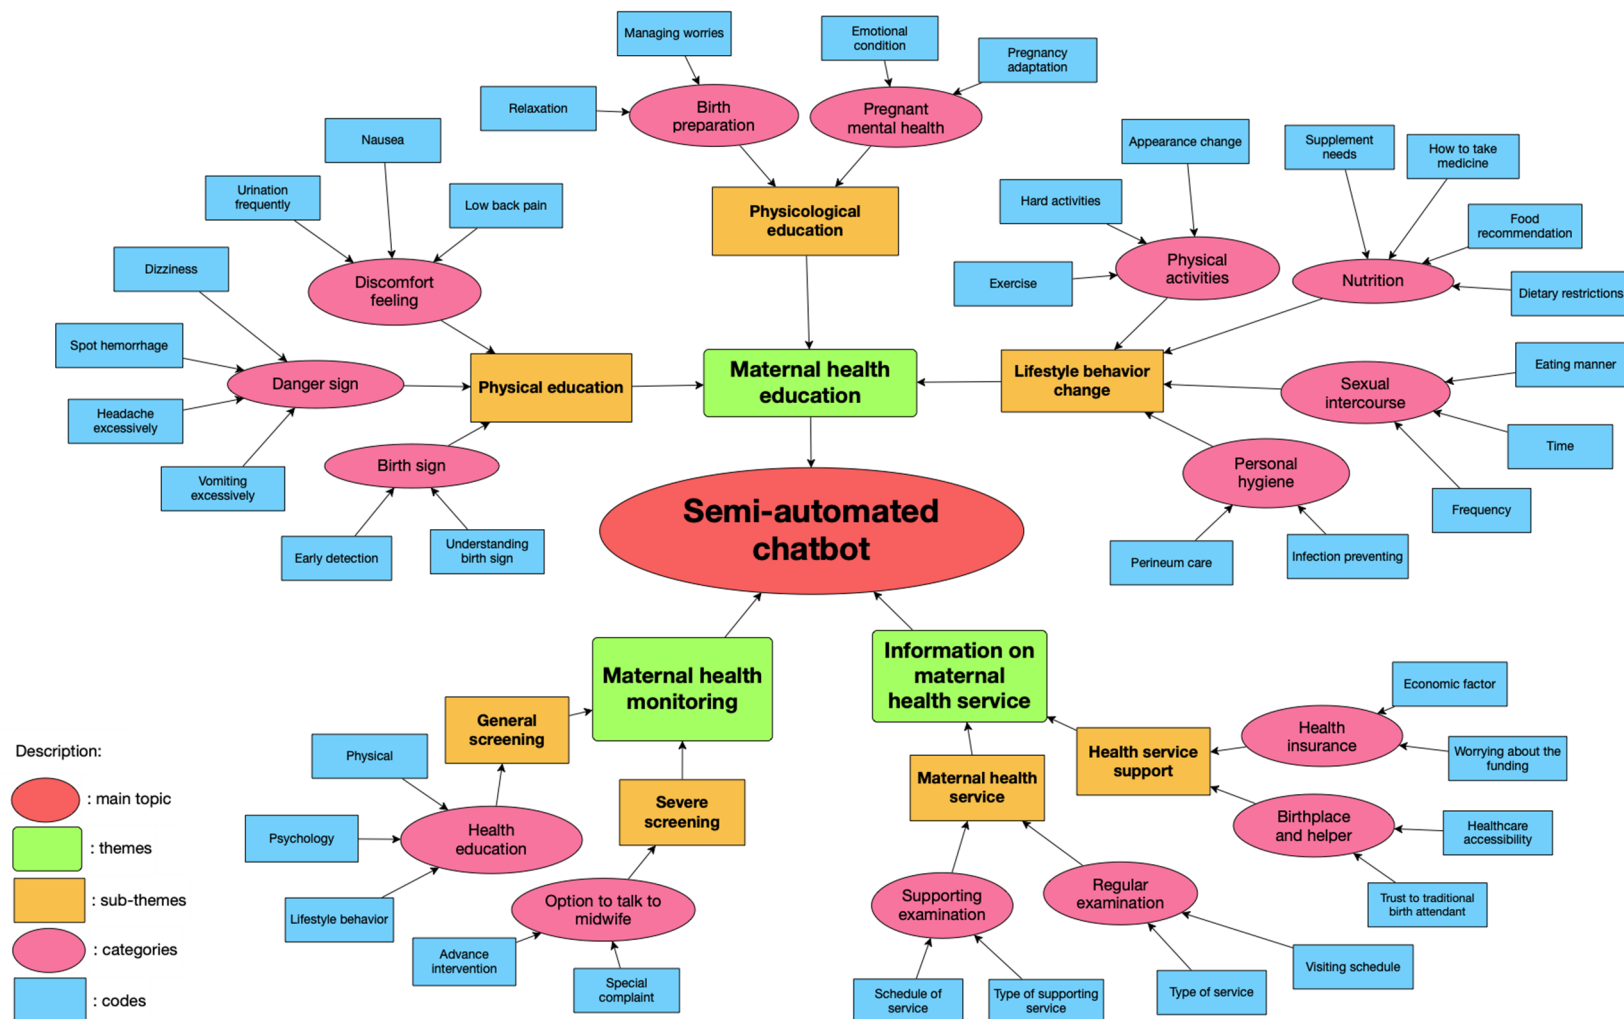 Managing worries
Emotional
condition
Pregnancy
adaptation
Relaxation
Birth
preparation
Pregnant
mental health
Nausea
Appearance change
Supplement
needs
How to take
medicine
Urination
frequently
Low back pain
Physicological
education
Hard activities
Food
recommendation
Dizziness
Discomfort
feeling
Physical
activities
Nutrition
Exercise
Dietary restrictions
Spot hemorrhage
Danger sign
Physical education
Maternal health
education
Lifestyle behavior
change
Sexual
intercourse
Eating manner
Headache
excessively
Time
Vomiting
excessively
Birth sign
Personal
hygiene
Frequency
Semi-automated
chatbot
Early detection
Understanding
birth sign
Perineum care
Infection preventing
Maternal health
monitoring
Information on
maternal
health service
Economic factor
General
screening
Health
insurance
Worrying about the
funding
Physical
Health service
support
Maternal health
service
Severe
screening
Psychology
Health
education
Birthplace
and helper
Healthcare
accessibility
Lifestyle behavior
Option to talk to
midwife
Supporting
examination
Regular
examination
Trust to traditional
birth attendant
Advance
intervention
Special
complaint
Schedule of
service
Type of supporting
service
Type of service
Visiting schedule
Description:
: main topic
: themes
: sub-themes
: categories
: codes